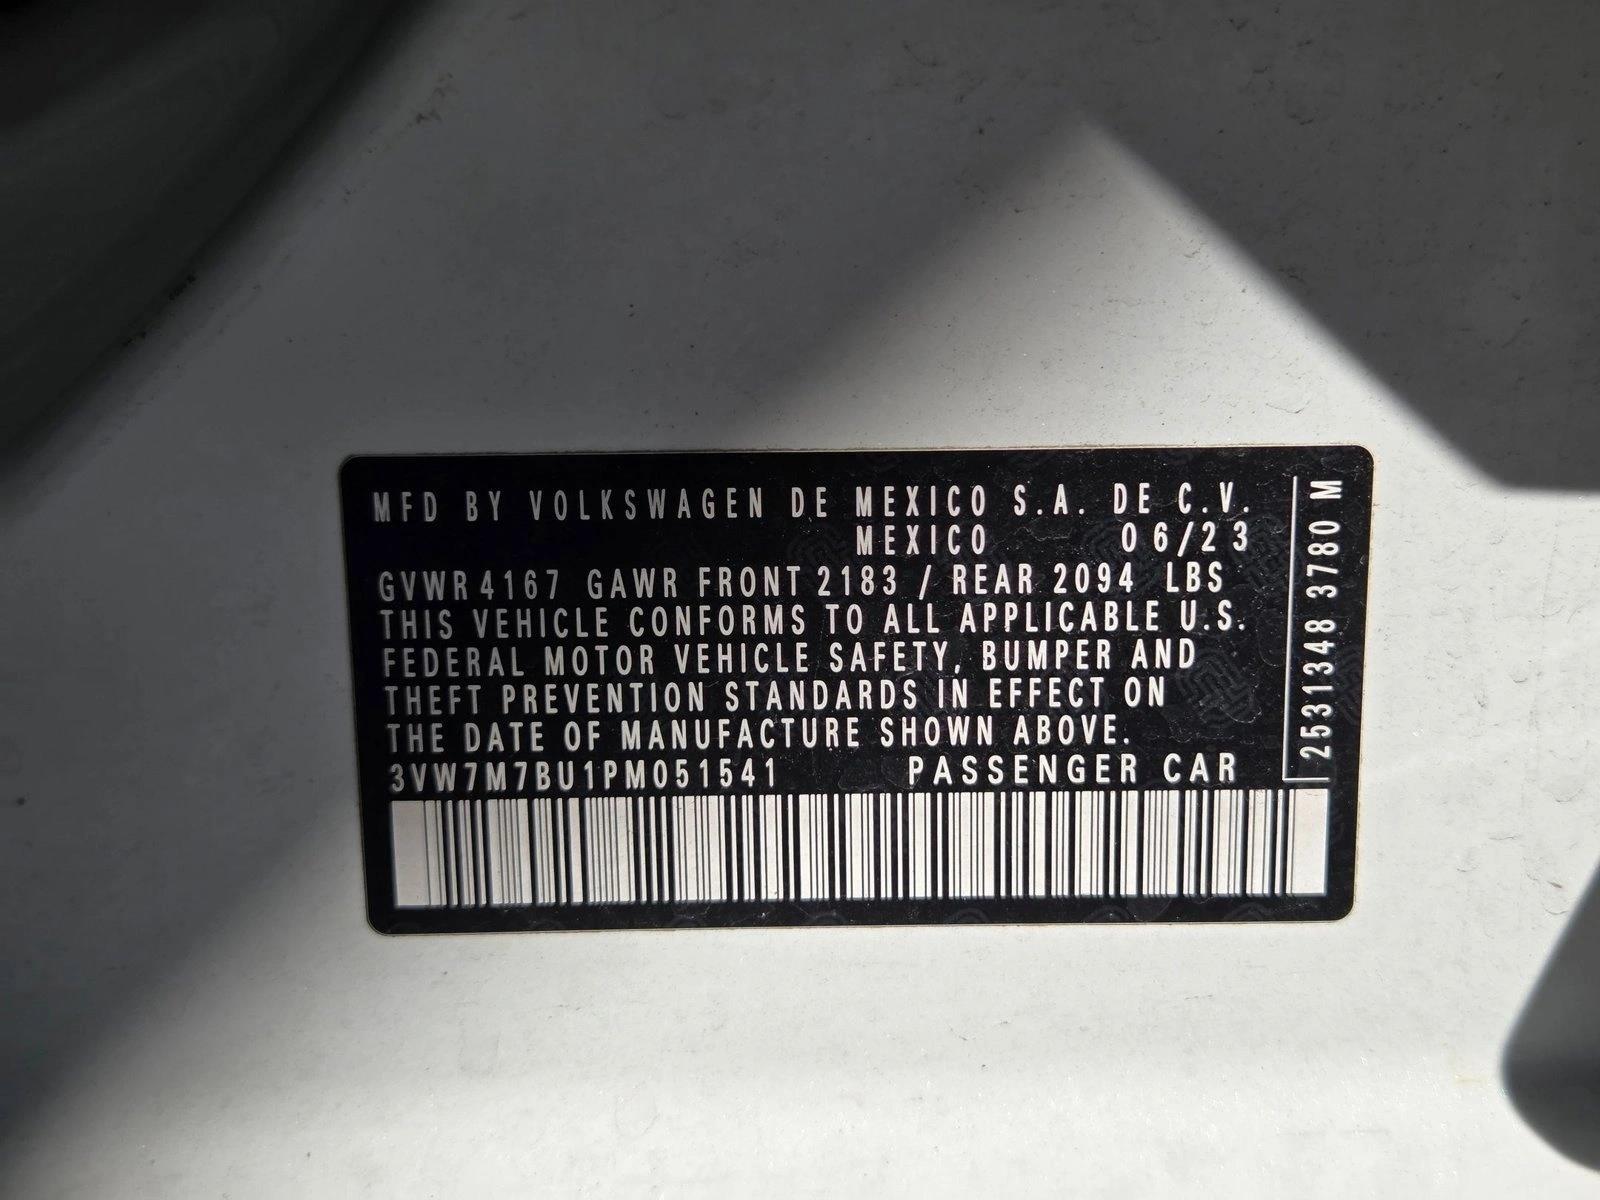 MFD BY VOLKSWAGEN DE MEXICO S.A. DE C.V.
MEXICO 06/23
GVWR 4167 GAWR FRONT 2183 / REAR 2094 LBS
THIS VEHICLE CONFORMS TO ALL APPLICABLE U.S.
FEDERAL MOTOR VEHICLE SAFETY, BUMPER AND
THEFT PREVENTION STANDARDS IN EFFECT ON
THE DATE OF MANUFACTURE SHOWN ABOVE.
3VW7M7BU1PM051541 PASSENGER CAR
2531348 3780 M